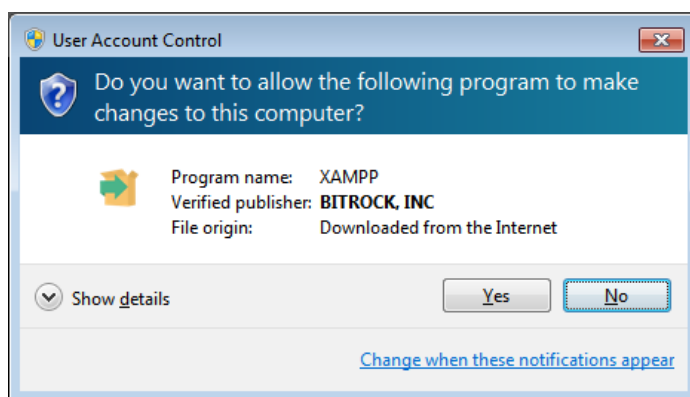 User Account Control
Do you want to allow the following program to make
changes to this computer?
Program name: XAMPP
Verified publisher: BITROCK, INC
File origin: Downloaded from the Internet
Show details
Yes
No
Change when these notifications appear